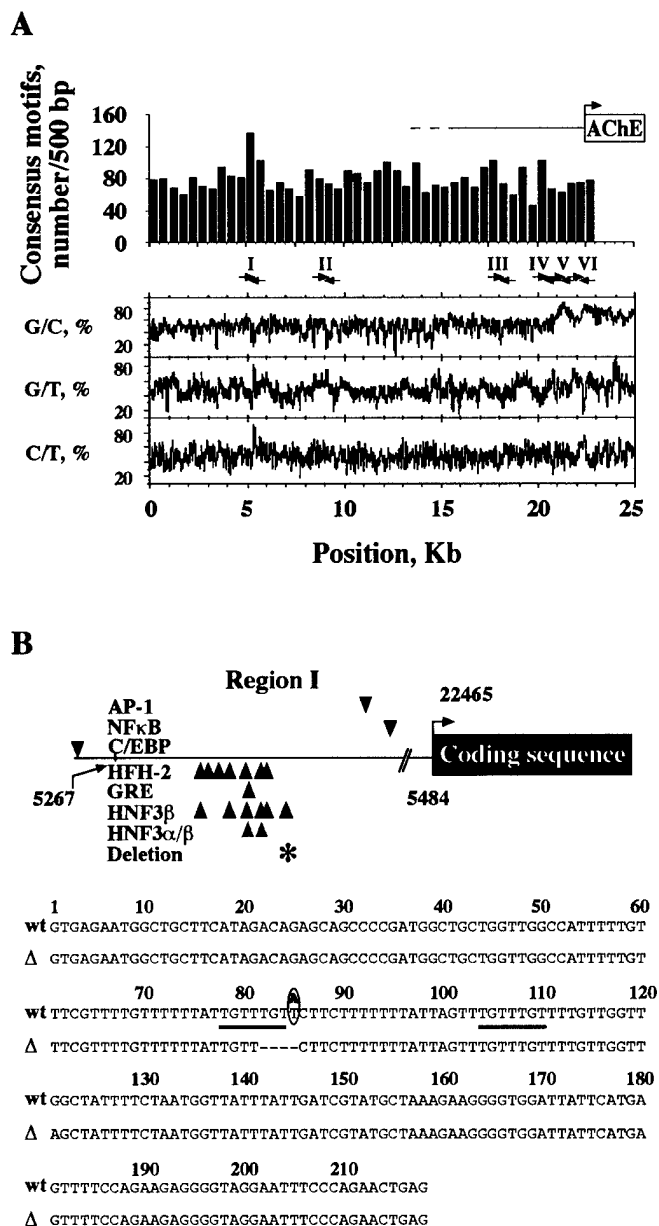 A
Consensus motifs,
number/500 bp
160
120
80
40
0
AChE
I II III IV V VI
G/C, %
80
20
G/T, %
80
20
C/T, %
80
20
0 5 10 15 20 25
Position, Kb
B
Region I
AP-1
NFκB
C/EBP
HFH-2
GRE
HNF3β
HNF3α/β
Deletion
*
5267
5484
22465
Coding sequence
1 10 20 30 40 50 60
wt GTGAGAATGGCTGCTTCATAGACAGAGCAGCCCCGATGGCTGCTGGTTGGCCATTTTTGT
Δ GTGAGAATGGCTGCTTCATAGACAGAGCAGCCCCGATGGCTGCTGGTTGGCCATTTTTGT
70 80 90 100 110 120
A
wt TTCGTTTTGTTTTTTATTGTTTGTTCTTCTTTTTTTATTAGTTTGTTTGTTTTGTTGGTT
Δ TTCGTTTTGTTTTTTATTGTT----CTTCTTTTTTTATTAGTTTGTTTGTTTTGTTGGTT
130 140 150 160 170 180
wt GGCTATTTTCTAATGGTTATTTATTGATCGTATGCTAAAGAAGGGGTGGATTATTCATGA
Δ AGCTATTTTCTAATGGTTATTTATTGATCGTATGCTAAAGAAGGGGTGGATTATTCATGA
190 200 210
wt GTTTTCCAGAAGAGGGGTAGGAATTTCCCAGAACTGAG
Δ GTTTTCCAGAAGAGGGGTAGGAATTTCCCAGAACTGAG